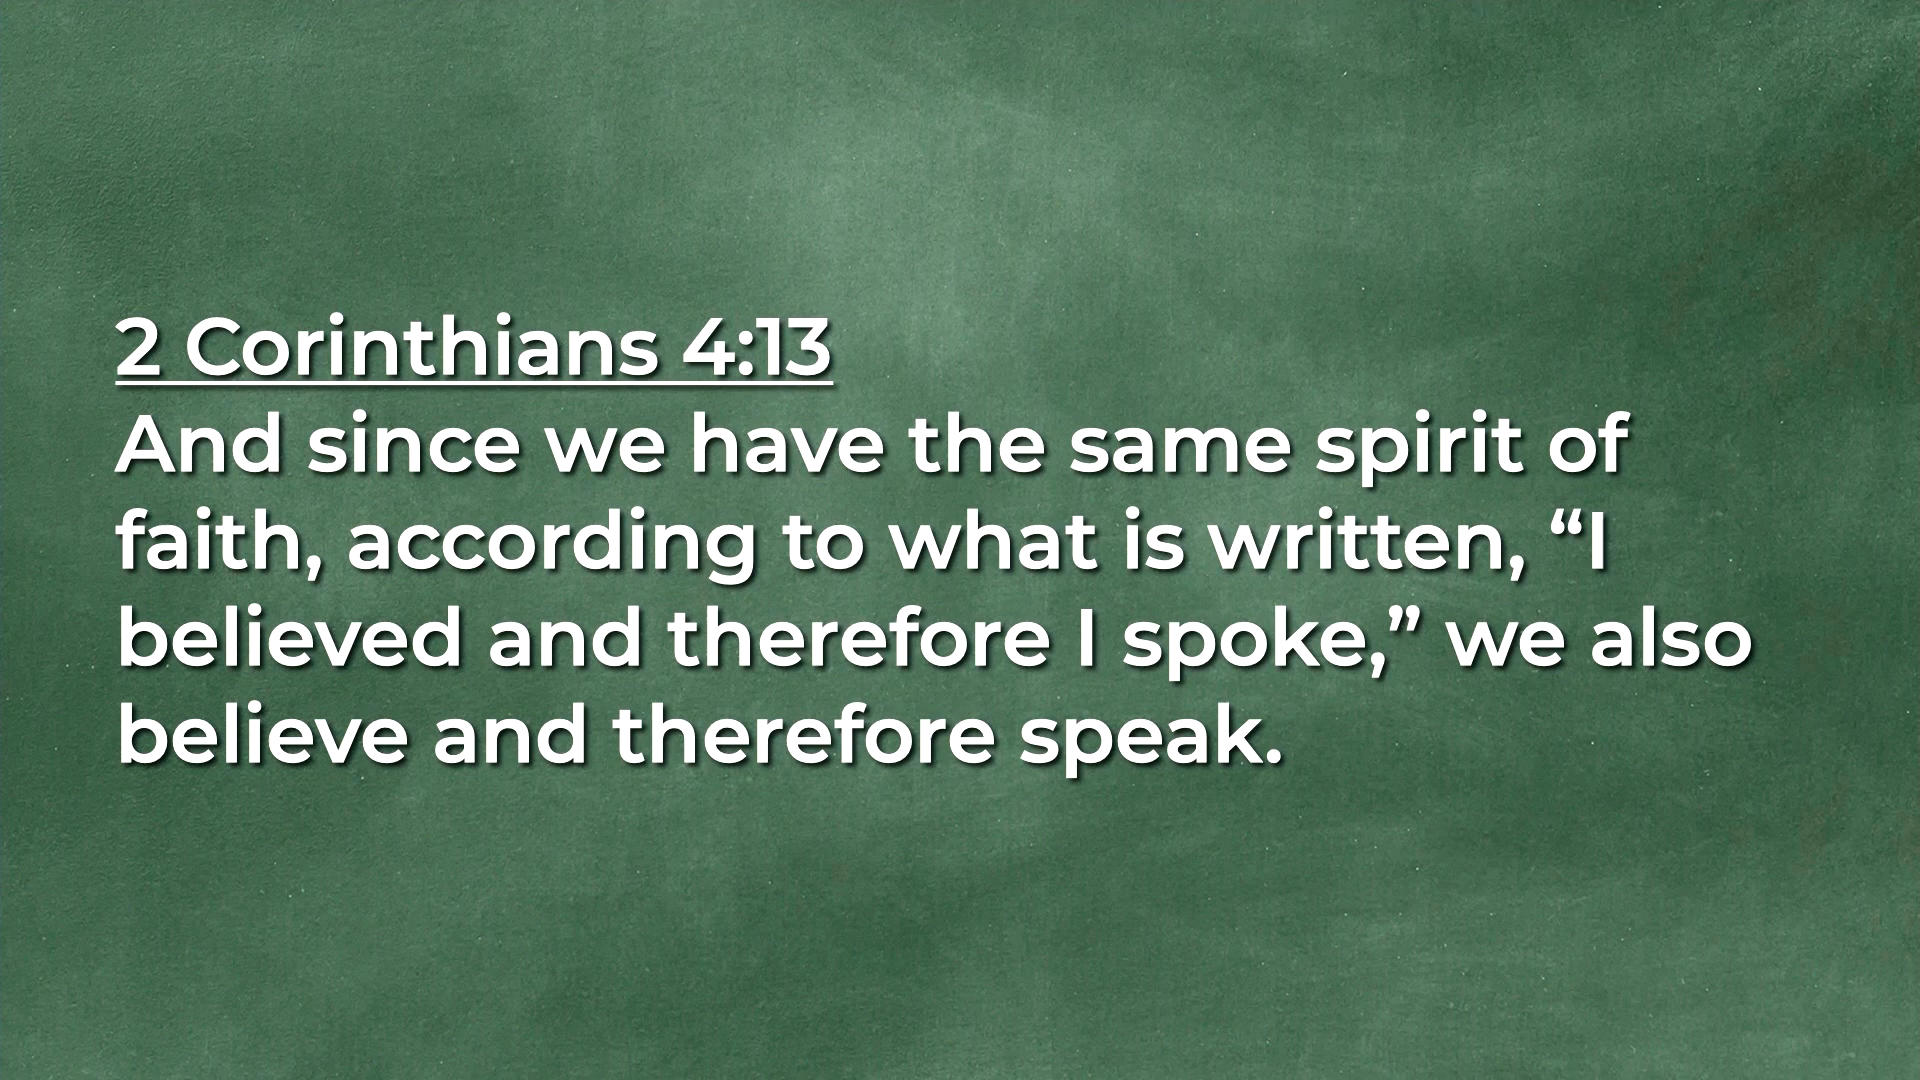 2 Corinthians 4:13
And since we have the same spirit of
faith, according to what is written, “I
believed and therefore I spoke,” we also
believe and therefore speak.